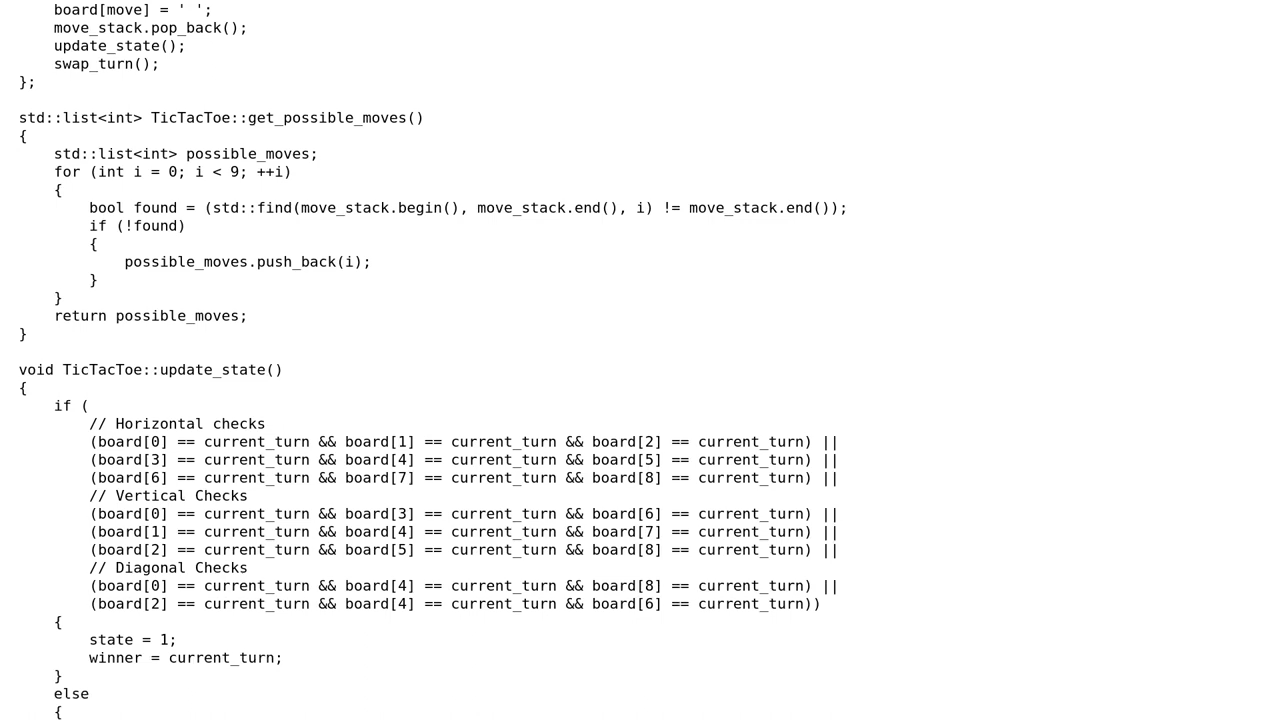 board[move] = ' ';
    move_stack.pop_back();
    update_state();
    swap_turn();
};

std::list<int> TicTacToe::get_possible_moves()
{
    std::list<int> possible_moves;
    for (int i = 0; i < 9; ++i)
    {
        bool found = (std::find(move_stack.begin(), move_stack.end(), i) != move_stack.end());
        if (!found)
        {
            possible_moves.push_back(i);
        }
    }
    return possible_moves;
}

void TicTacToe::update_state()
{
    if (
        // Horizontal checks
        (board[0] == current_turn && board[1] == current_turn && board[2] == current_turn) ||
        (board[3] == current_turn && board[4] == current_turn && board[5] == current_turn) ||
        (board[6] == current_turn && board[7] == current_turn && board[8] == current_turn) ||
        // Vertical Checks
        (board[0] == current_turn && board[3] == current_turn && board[6] == current_turn) ||
        (board[1] == current_turn && board[4] == current_turn && board[7] == current_turn) ||
        (board[2] == current_turn && board[5] == current_turn && board[8] == current_turn) ||
        // Diagonal Checks
        (board[0] == current_turn && board[4] == current_turn && board[8] == current_turn) ||
        (board[2] == current_turn && board[4] == current_turn && board[6] == current_turn))
    {
        state = 1;
        winner = current_turn;
    }
    else
    {